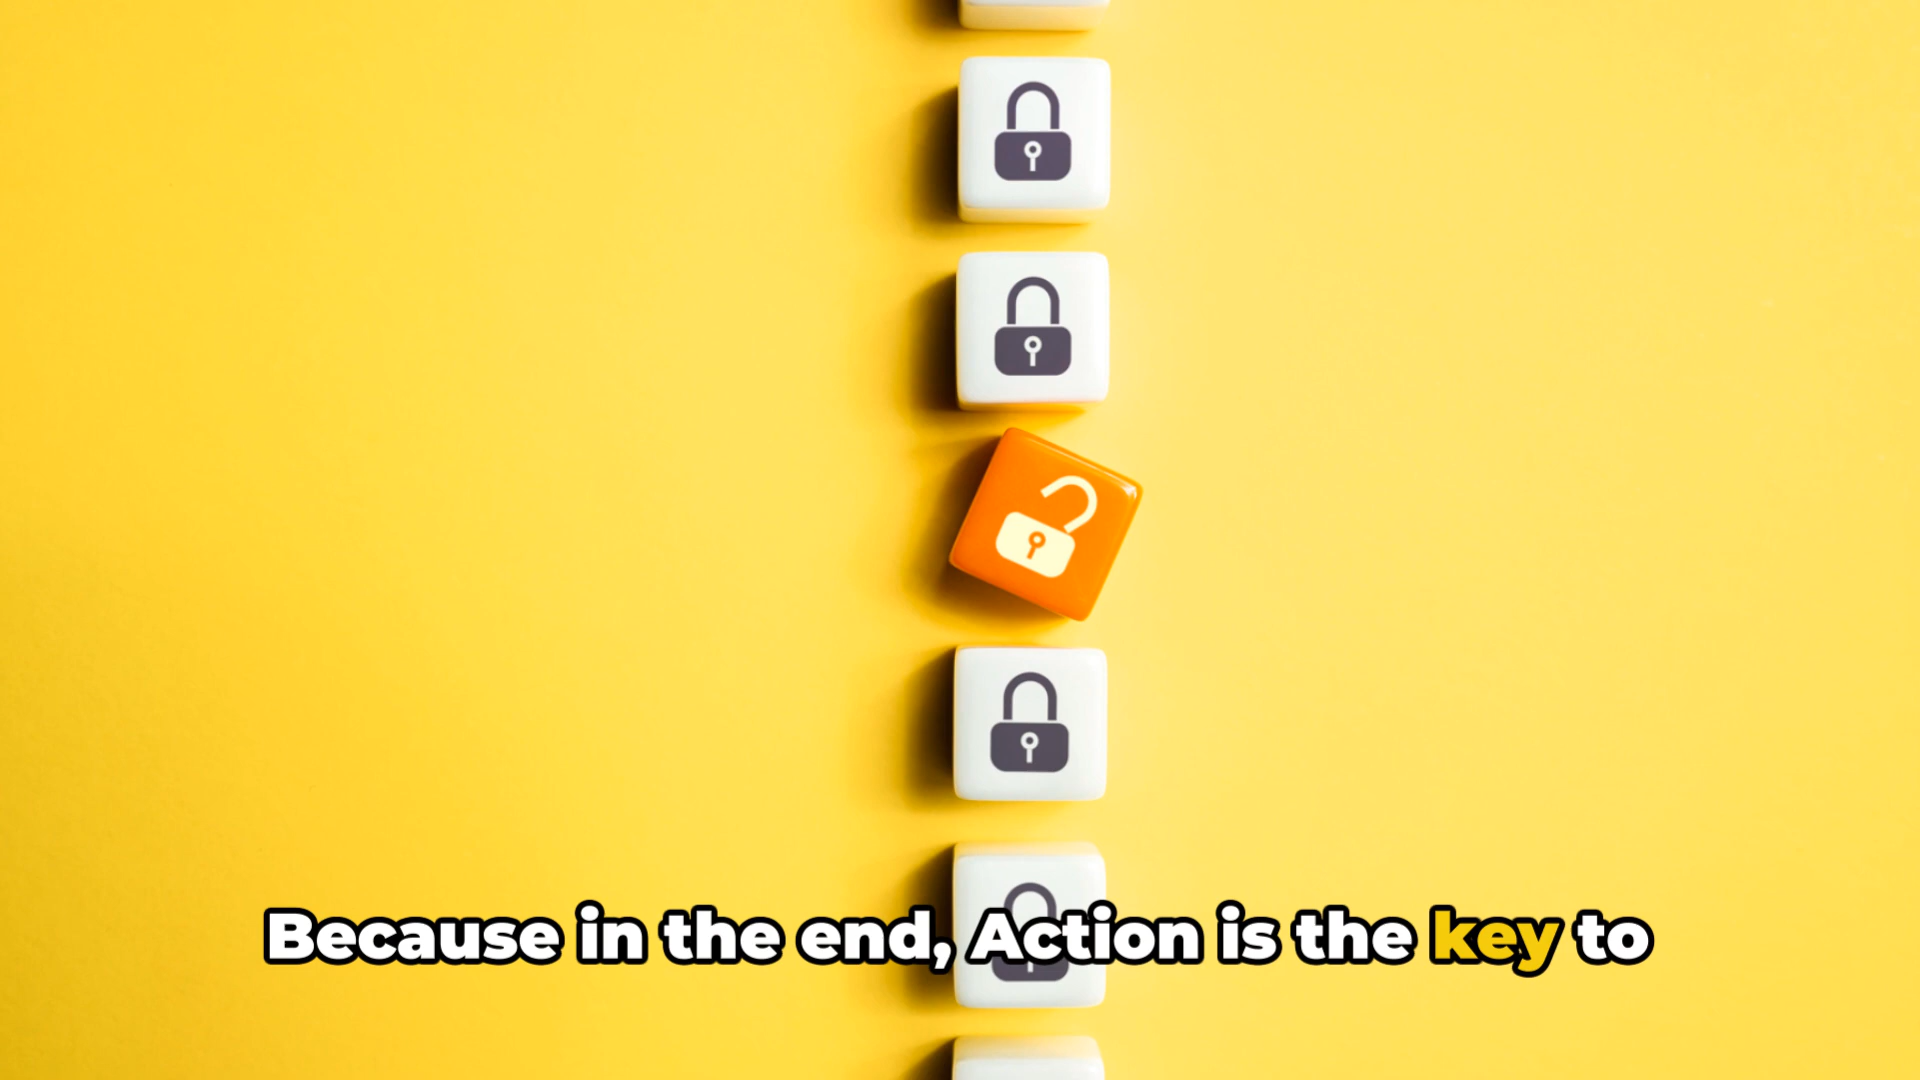 Because in the end, Action is the key to